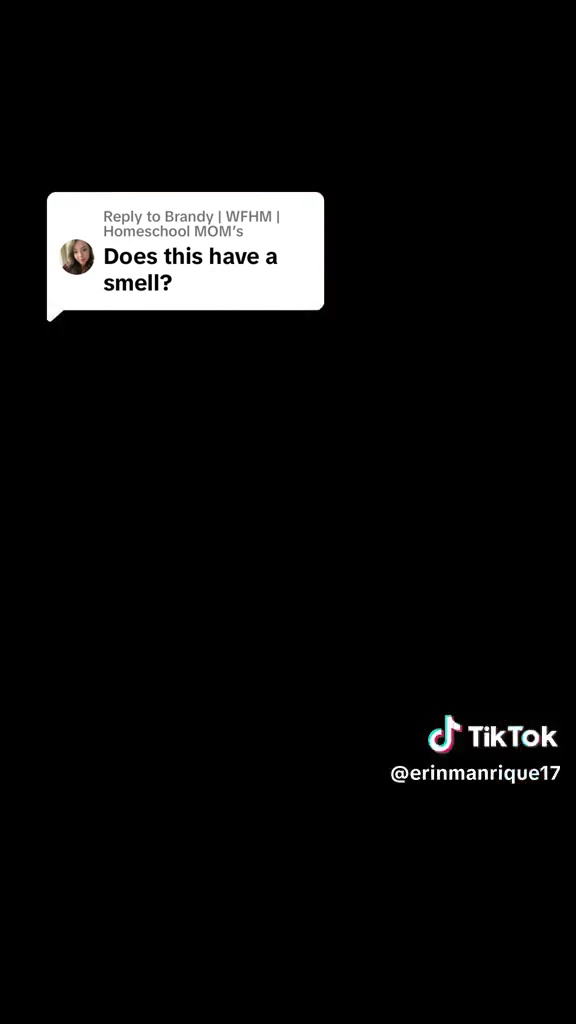 Reply to Brandy | WFHM |
Homeschool MOM's
Does this have a
smell?
TikTok
@erinmanrique17